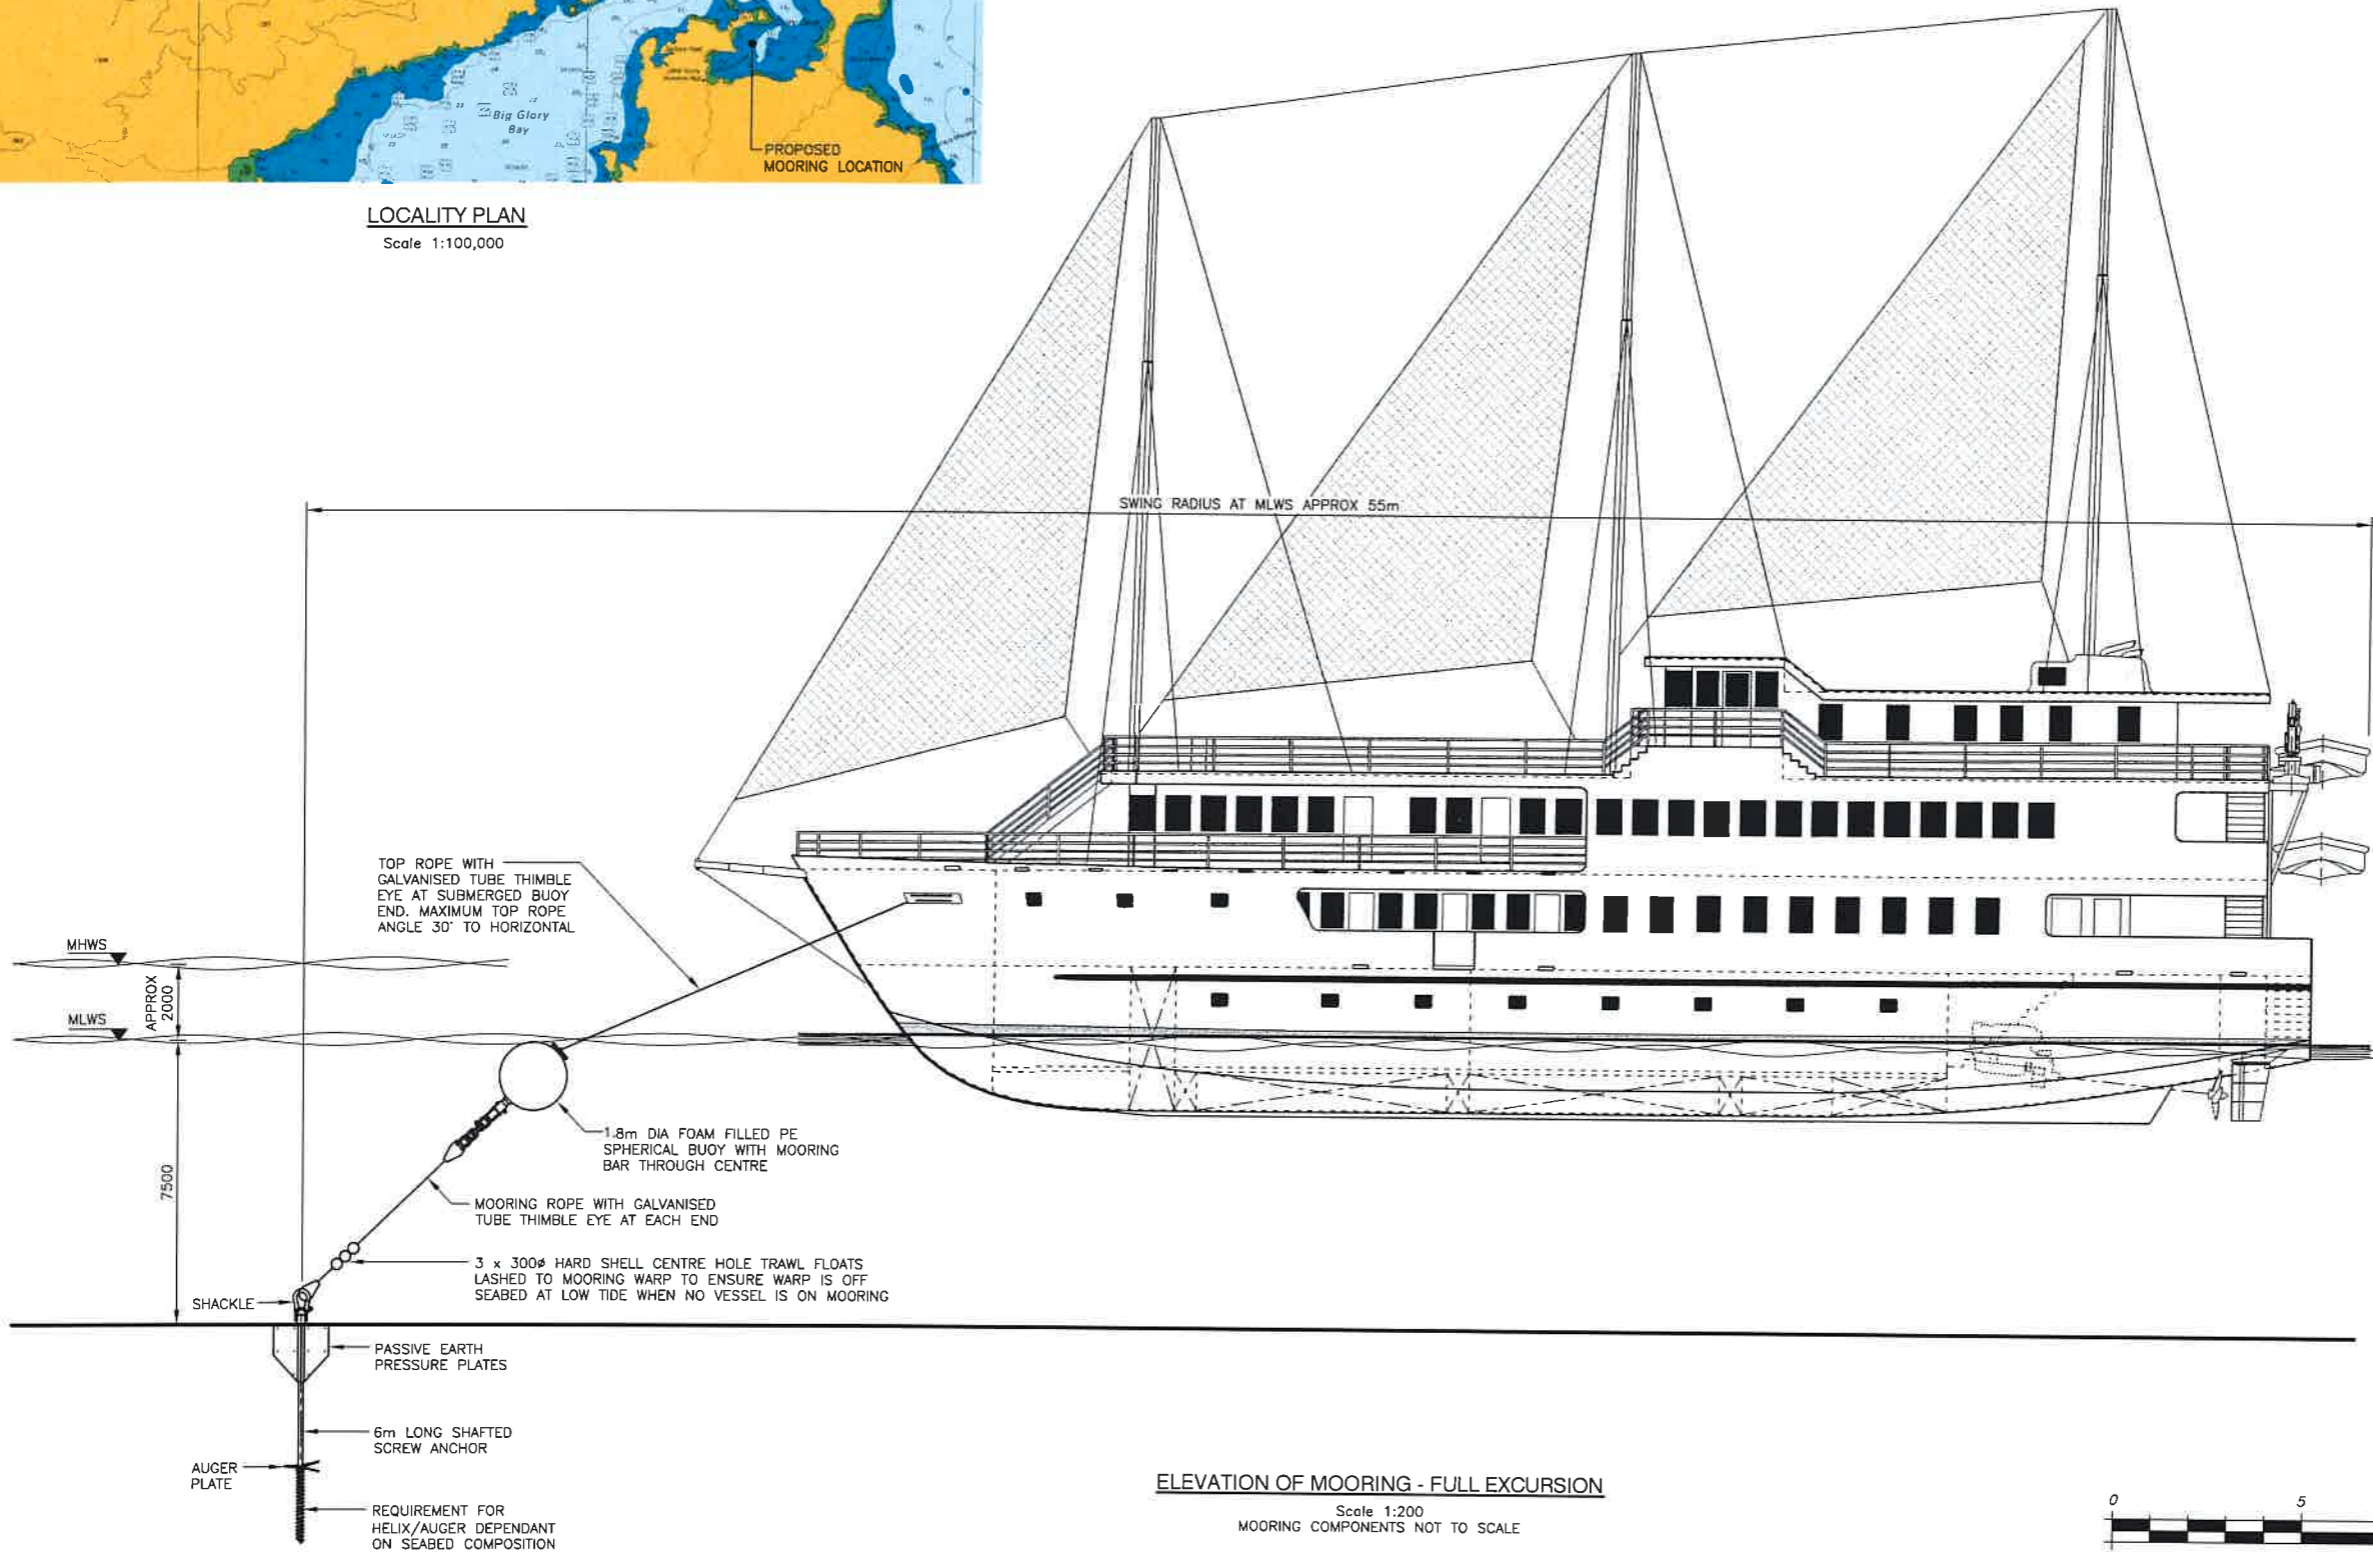 Big Glory
Bay
PROPOSED
MOORING LOCATION
LOCALITY PLAN
Scale 1:100,000
SWING RADIUS AT MLWS APPROX 55m
TOP ROPE WITH
GALVANISED TUBE THIMBLE
EYE AT SUBMERGED BUOY
END. MAXIMUM TOP ROPE
ANGLE 30° TO HORIZONTAL
MHWS
APPROX
2000
MLWS
7500
1.8m DIA FOAM FILLED PE
SPHERICAL BUOY WITH MOORING
BAR THROUGH CENTRE
MOORING ROPE WITH GALVANISED
TUBE THIMBLE EYE AT EACH END
3 x 300ø HARD SHELL CENTRE HOLE TRAWL FLOATS
LASHED TO MOORING WARP TO ENSURE WARP IS OFF
SEABED AT LOW TIDE WHEN NO VESSEL IS ON MOORING
SHACKLE
PASSIVE EARTH
PRESSURE PLATES
6m LONG SHAFTED
SCREW ANCHOR
AUGER
PLATE
REQUIREMENT FOR
HELIX/AUGER DEPENDANT
ON SEABED COMPOSITION
ELEVATION OF MOORING - FULL EXCURSION
Scale 1:200
MOORING COMPONENTS NOT TO SCALE
0 5